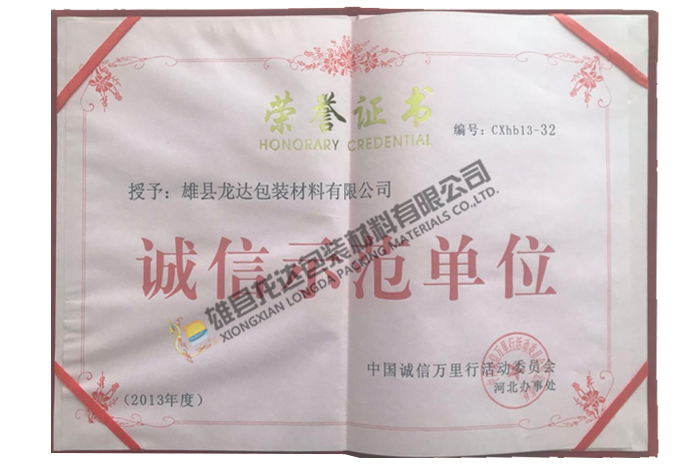 荣誉证书
HONORARY CREDENTIAL
编号：CXhb13-32
授予：雄县龙达包装材料有限公司
诚信示范单位
雄县龙达包装材料有限公司
XIONGXIAN LONGDA PACKING MATERIALS CO.,LTD.
中国诚信万里行活动委员会
河北办事处
(2013年度)